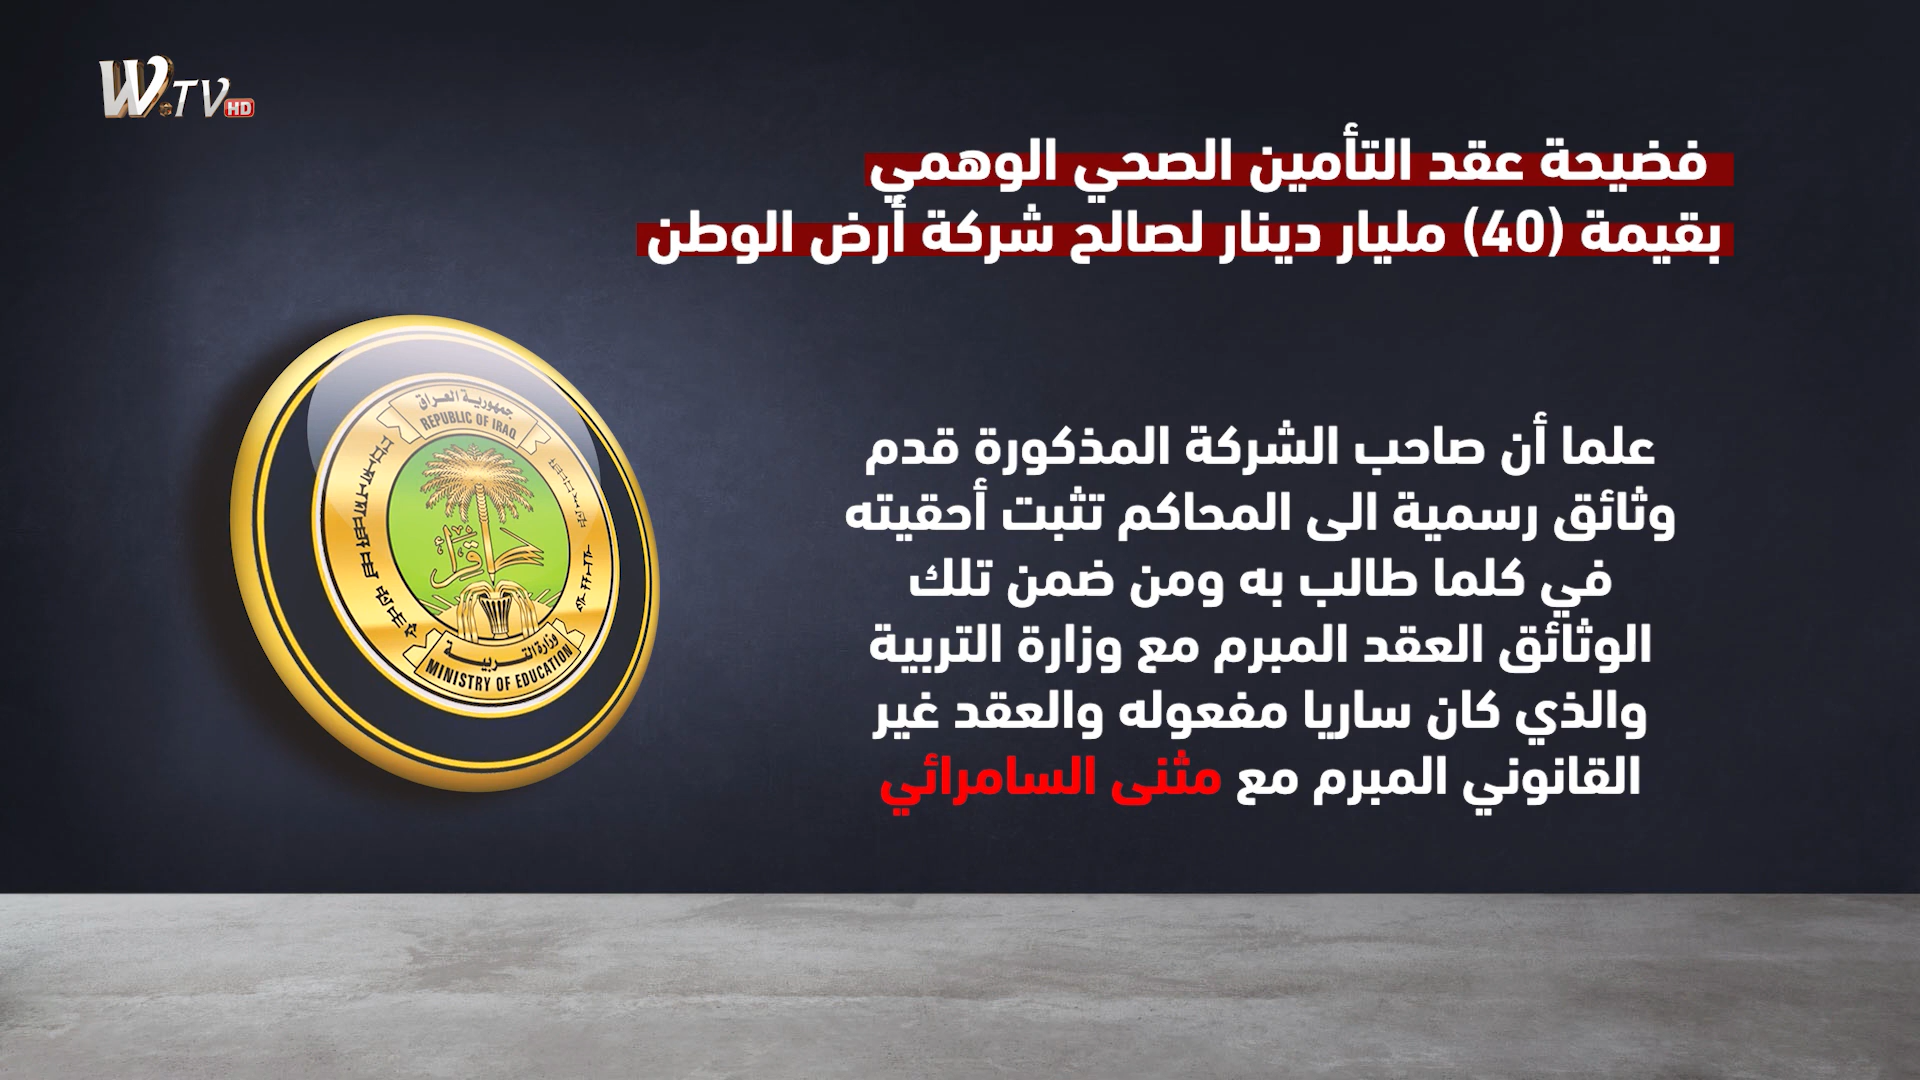 W.TV HD
فضيحة عقد التأمين الصحي الوهمي
بقيمة (40) مليار دينار لصالح شركة أرض الوطن
جمهورية العراق
REPUBLIC OF IRAQ
اقرأ
وزارة التربية
MINISTRY OF EDUCATION
علما أن صاحب الشركة المذكورة قدم
وثائق رسمية الى المحاكم تثبت أحقيته
في كلما طالب به ومن ضمن تلك
الوثائق العقد المبرم مع وزارة التربية
والذي كان ساريا مفعوله والعقد غير
القانوني المبرم مع مثنى السامرائي